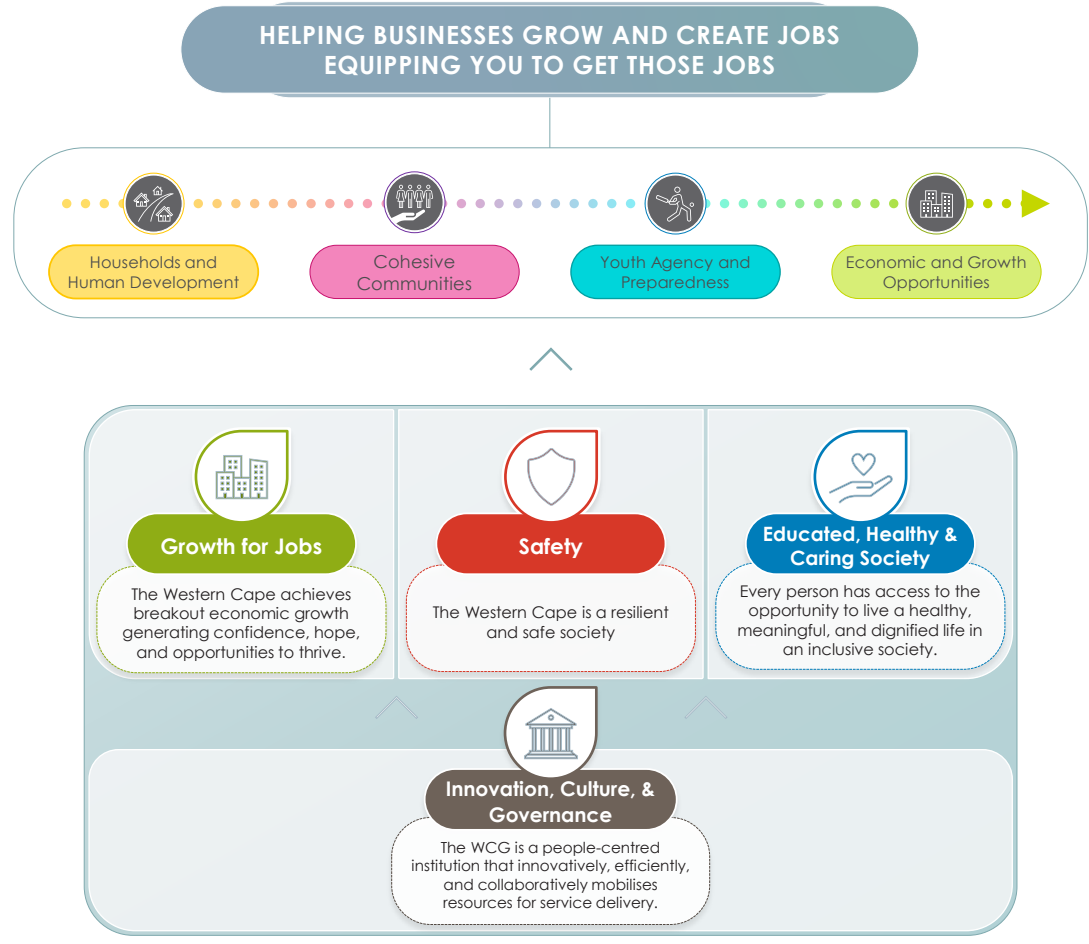 HELPING BUSINESSES GROW AND CREATE JOBS
EQUIPPING YOU TO GET THOSE JOBS
Households and
Human Development
Cohesive
Communities
Youth Agency and
Preparedness
Economic and Growth
Opportunities
Growth for Jobs
The Western Cape achieves
breakout economic growth
generating confidence, hope,
and opportunities to thrive.
Safety
The Western Cape is a resilient
and safe society
Educated, Healthy &
Caring Society
Every person has access to the
opportunity to live a healthy,
meaningful, and dignified life in
an inclusive society.
Innovation, Culture, &
Governance
The WCG is a people-centred
institution that innovatively, efficiently,
and collaboratively mobilises
resources for service delivery.